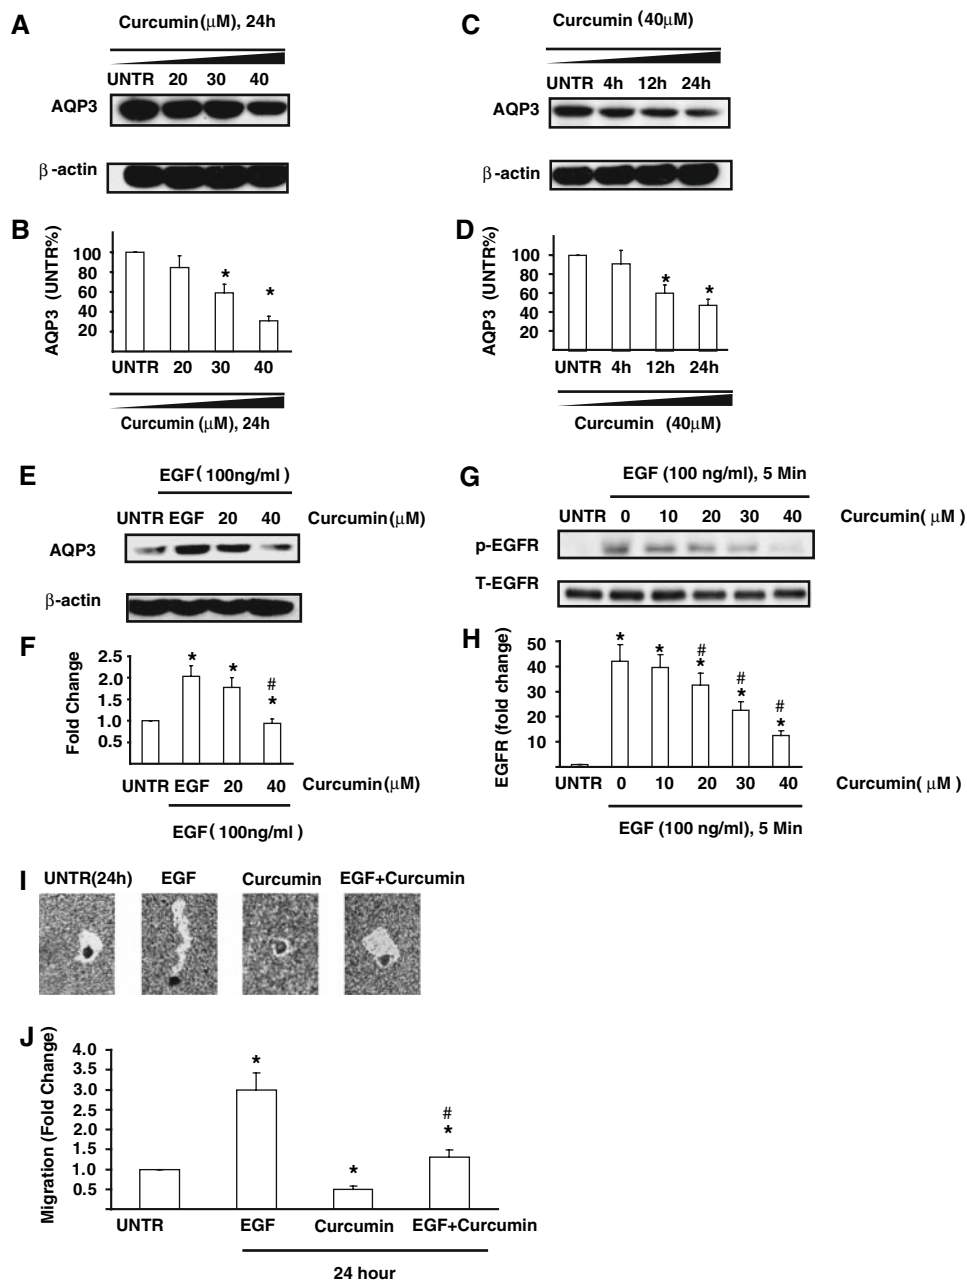 A
Curcumin(μM), 24h
UNTR 20 30 40
AQP3
β-actin
B
AQP3 (UNTR%)
100
80
60
40
20
*
*
UNTR 20 30 40
Curcumin (μM), 24h
C
Curcumin (40μM)
UNTR 4h 12h 24h
AQP3
β-actin
D
AQP3 (UNTR%)
100
80
60
40
20
*
*
UNTR 4h 12h 24h
Curcumin (40μM)
E
EGF(100ng/ml)
UNTR EGF 20 40 Curcumin(μM)
AQP3
β-actin
F
Fold Change
2.5
2.0
1.5
1.0
0.5
*
*
#
*
UNTR EGF 20 40 Curcumin(μM)
EGF(100ng/ml)
G
EGF (100 ng/ml), 5 Min
UNTR 0 10 20 30 40 Curcumin( μM )
p-EGFR
T-EGFR
H
EGFR (fold change)
50
40
30
20
10
*
*
#
*
#
*
#
*
UNTR 0 10 20 30 40 Curcumin( μM )
EGF (100 ng/ml), 5 Min
I
UNTR(24h) EGF Curcumin EGF+Curcumin
J
Migration (Fold Change)
4.0
3.5
3.0
2.5
2.0
1.5
1.0
0.5
*
*
#
*
UNTR EGF Curcumin EGF+Curcumin
24 hour